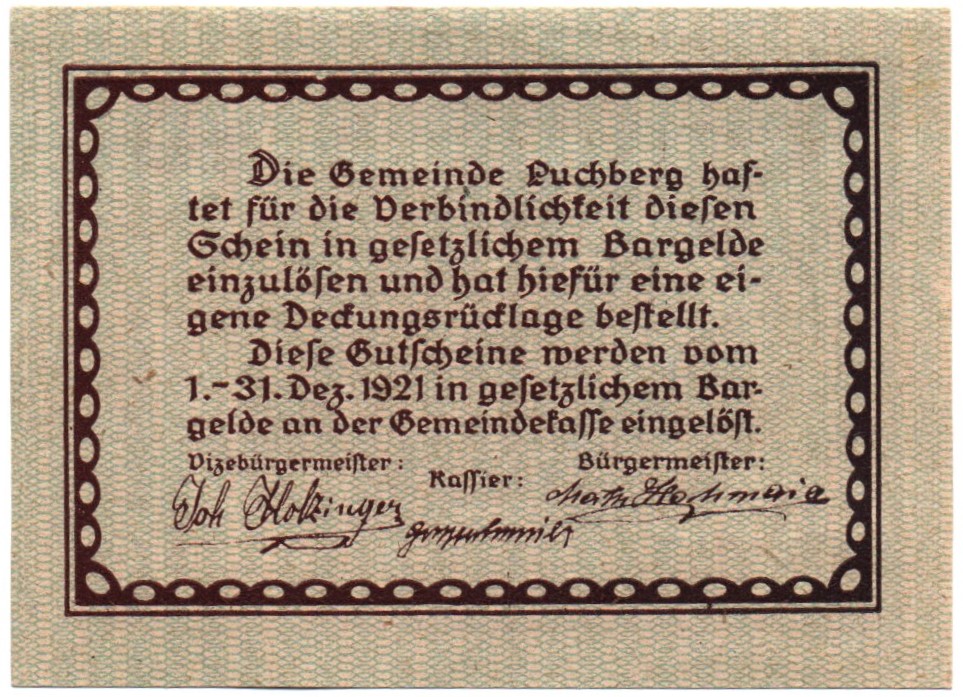 Die Gemeinde Puchberg haf-
tet für die Verbindlichkeit diesen
Schein in gesetzlichem Bargelde
einzulösen und hat hiefür eine ei-
gene Deckungsrücklage bestellt.
Diese Gutscheine werden vom
1.-31. Dez. 1921 in gesetzlichem Bar-
gelde an der Gemeindekasse eingelöst.
Vizebürgermeister: Kassier: Bürgermeister:
Joh Holzinger